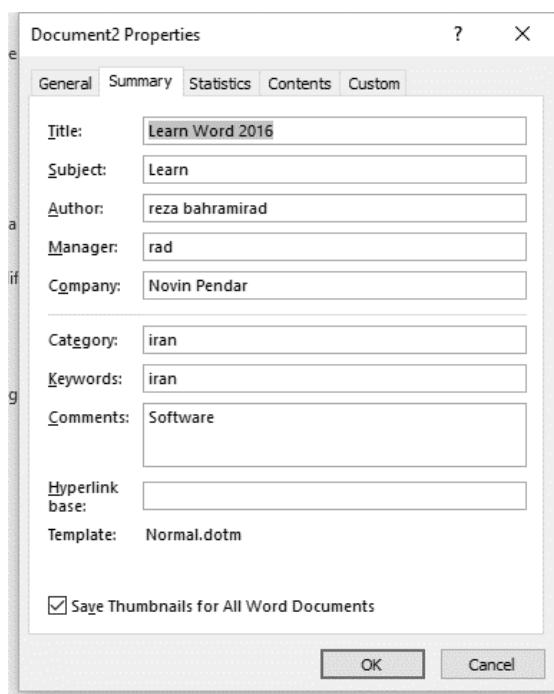 Document2 Properties ? ×
e
General Summary Statistics Contents Custom
Title: Learn Word 2016
Subject: Learn
a
Author: reza bahramirad
Manager: rad
if
Company: Novin Pendar
Category: iran
Keywords: iran
g
Comments: Software
Hyperlink
base:
Template: Normal.dotm
Save Thumbnails for All Word Documents
OK Cancel